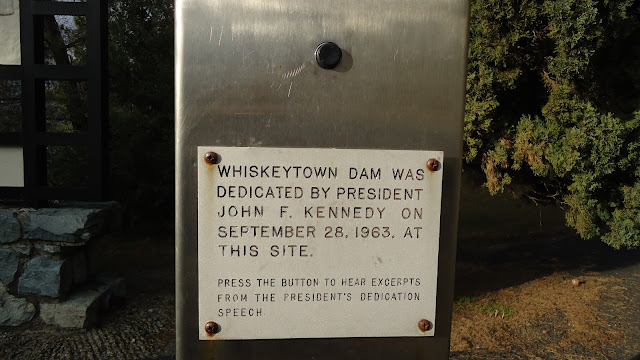 WHISKEYTOWN DAM WAS
DEDICATED BY PRESIDENT
JOHN F. KENNEDY ON
SEPTEMBER 28, 1963, AT
THIS SITE.
PRESS THE BUTTON TO HEAR EXCERPTS
FROM THE PRESIDENT'S DEDICATION
SPEECH